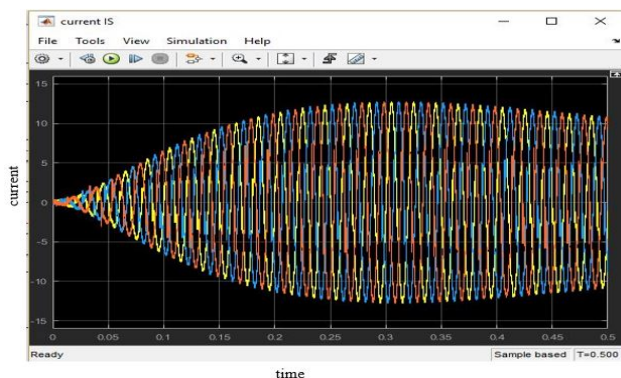 current IS
File Tools View Simulation Help
15
10
5
0
-5
-10
-15
current
0 0.05 0.1 0.15 0.2 0.25 0.3 0.35 0.4 0.45 0.5
Ready Sample based T=0.500
time